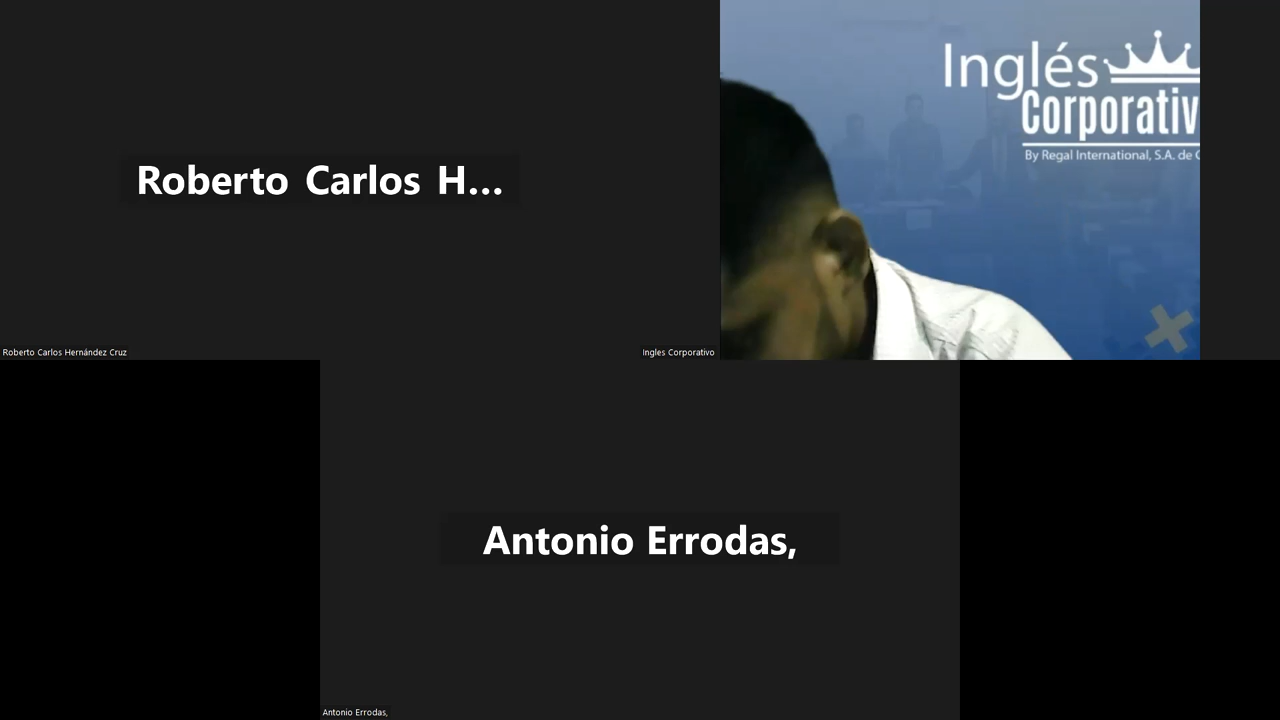 Roberto Carlos H...
Roberto Carlos Hernández Cruz
Inglés
Corporativ
By Regal International, S.A. de C
Ingles Corporativo
Antonio Errodas,
Antonio Errodas,